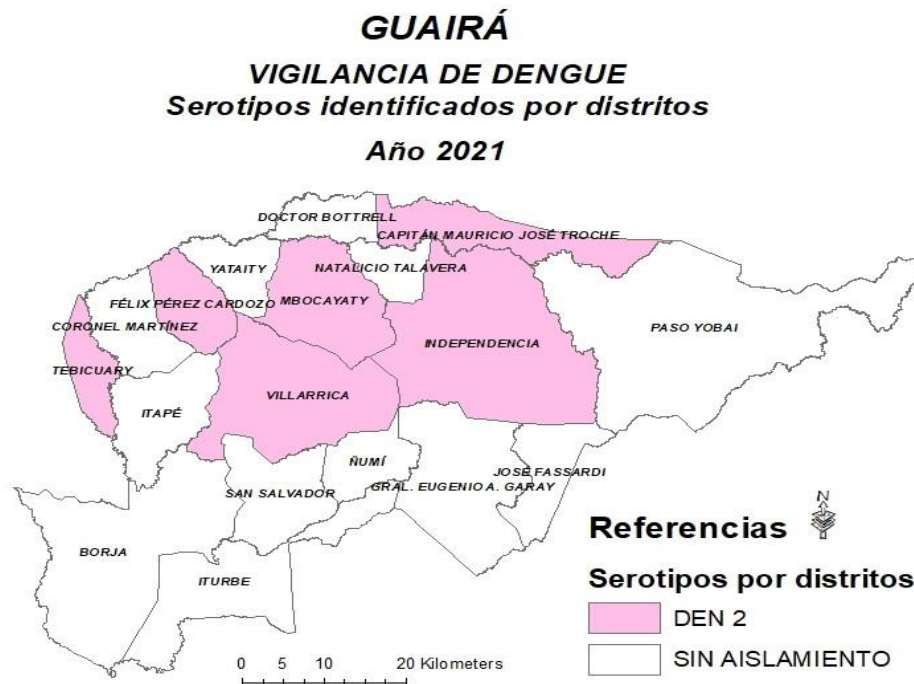 GUAIRÁ
VIGILANCIA DE DENGUE
Serotipos identificados por distritos
Año 2021
DOCTOR BOTTRELL
CAPITÁN MAURICIO JOSÉ TROCHE
YATAITY
NATALICIO TALAVERA
FÉLIX PÉREZ CARDOZO
MBOCAYATY
CORONEL MARTÍNEZ
PASO YOBAI
INDEPENDENCIA
TEBICUARY
VILLARRICA
ITAPÉ
ÑUMÍ
JOSÉ FASSARDI
SAN SALVADOR
GRAL. EUGENIO A. GARAY
BORJA
ITURBE
N
Referencias
Serotipos por distritos
DEN 2
SIN AISLAMIENTO
0 5 10 20 Kilometers